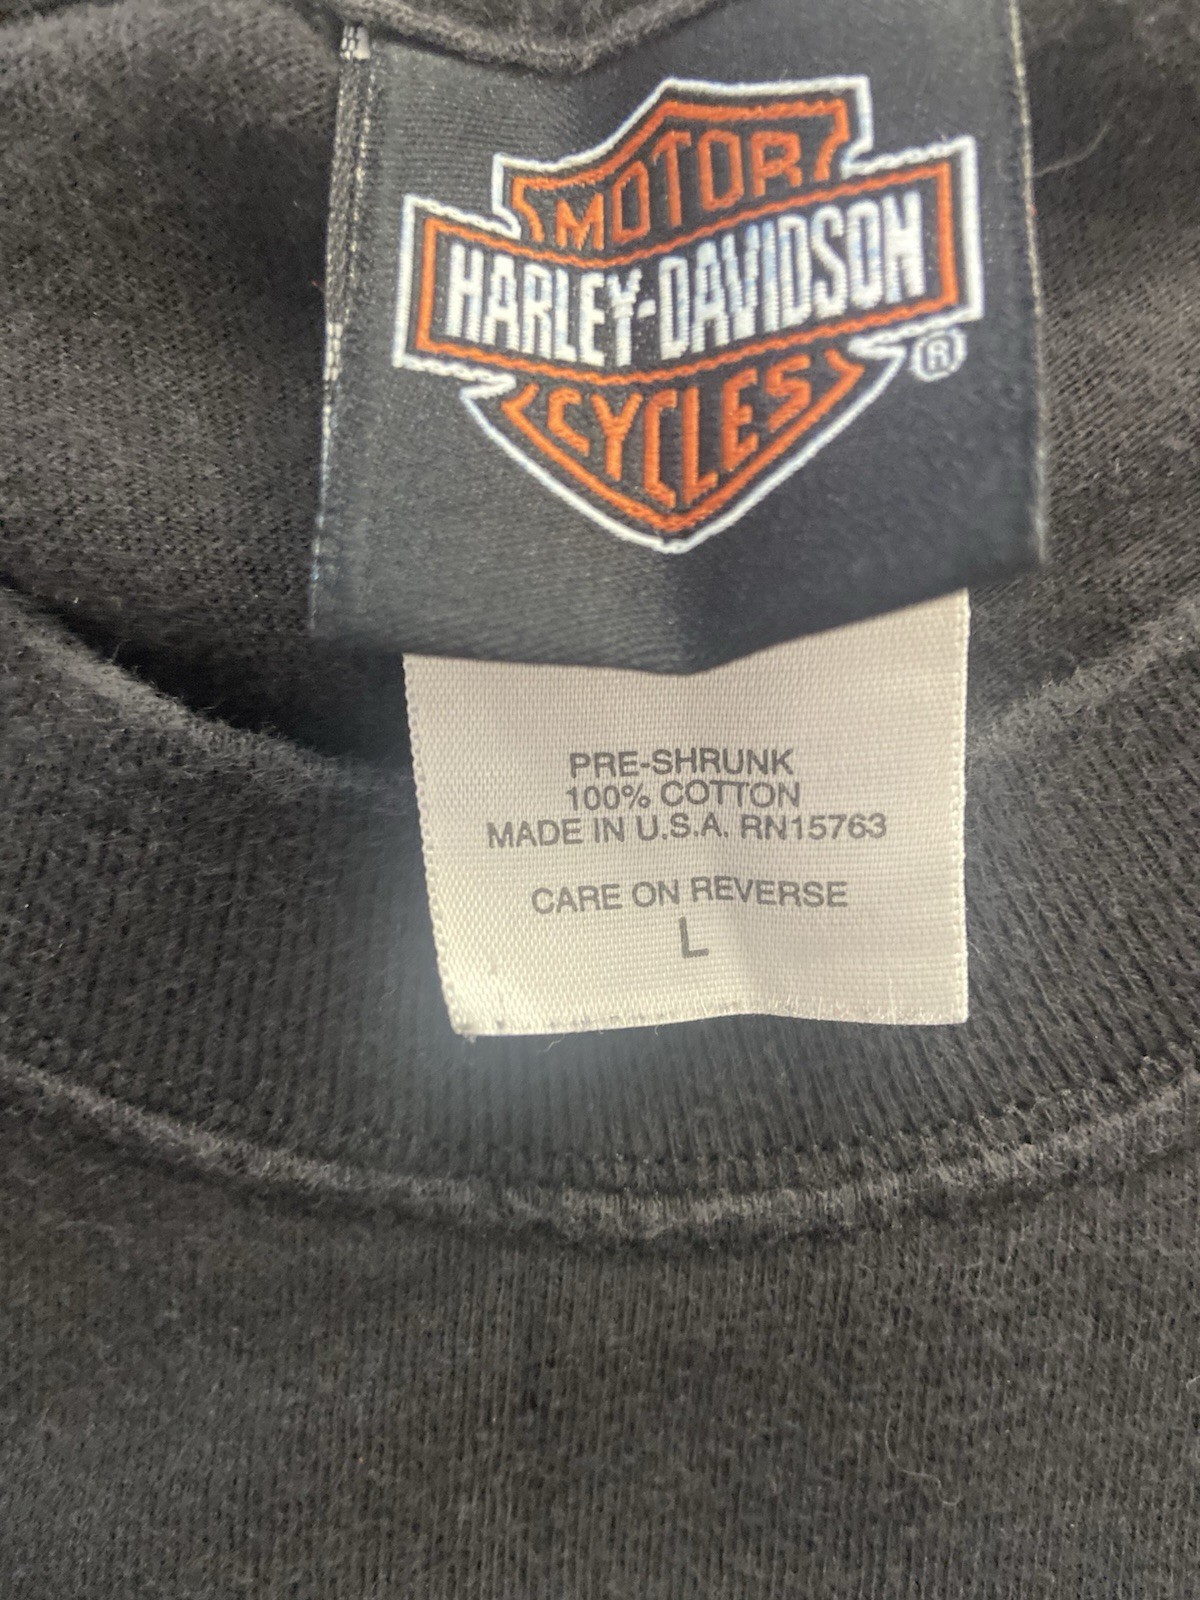 MOTOR
HARLEY-DAVIDSON
®
CYCLES
PRE-SHRUNK
100% COTTON
MADE IN U.S.A. RN15763
CARE ON REVERSE
L